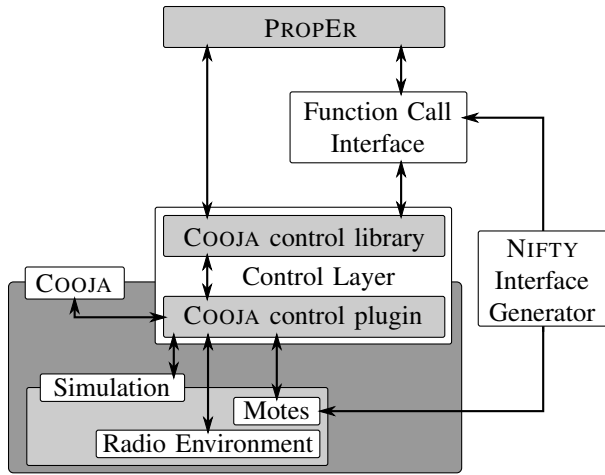 PROPER
Function Call
Interface
COOJA control library
Control Layer
COOJA
COOJA control plugin
NIFTY
Interface
Generator
Simulation
Motes
Radio Environment